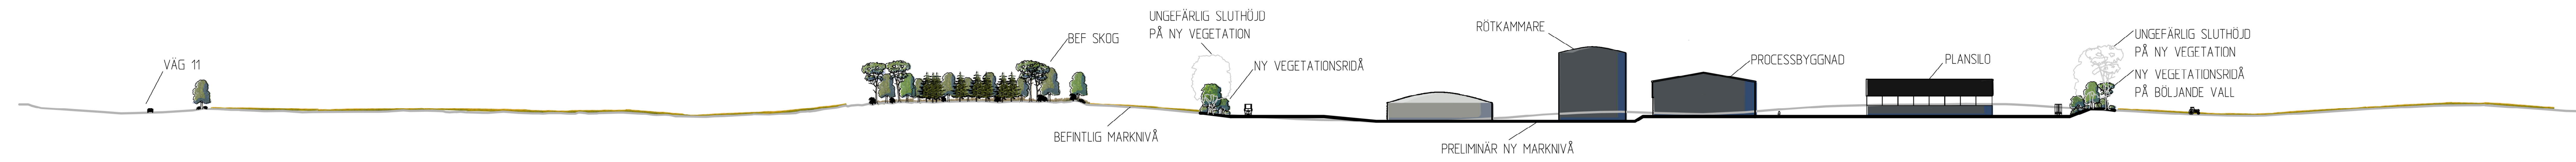 VÄG 11
BEF SKOG
UNGEFÄRLIG SLUTHÖJD
PÅ NY VEGETATION
NY VEGETATIONSRIDÅ
BEFINTLIG MARKNIVÅ
RÖTKAMMARE
PRELIMINÄR NY MARKNIVÅ
PROCESSBYGGNAD
PLANSILO
UNGEFÄRLIG SLUTHÖJD
PÅ NY VEGETATION
NY VEGETATIONSRIDÅ
PÅ BÖLJANDE VALL